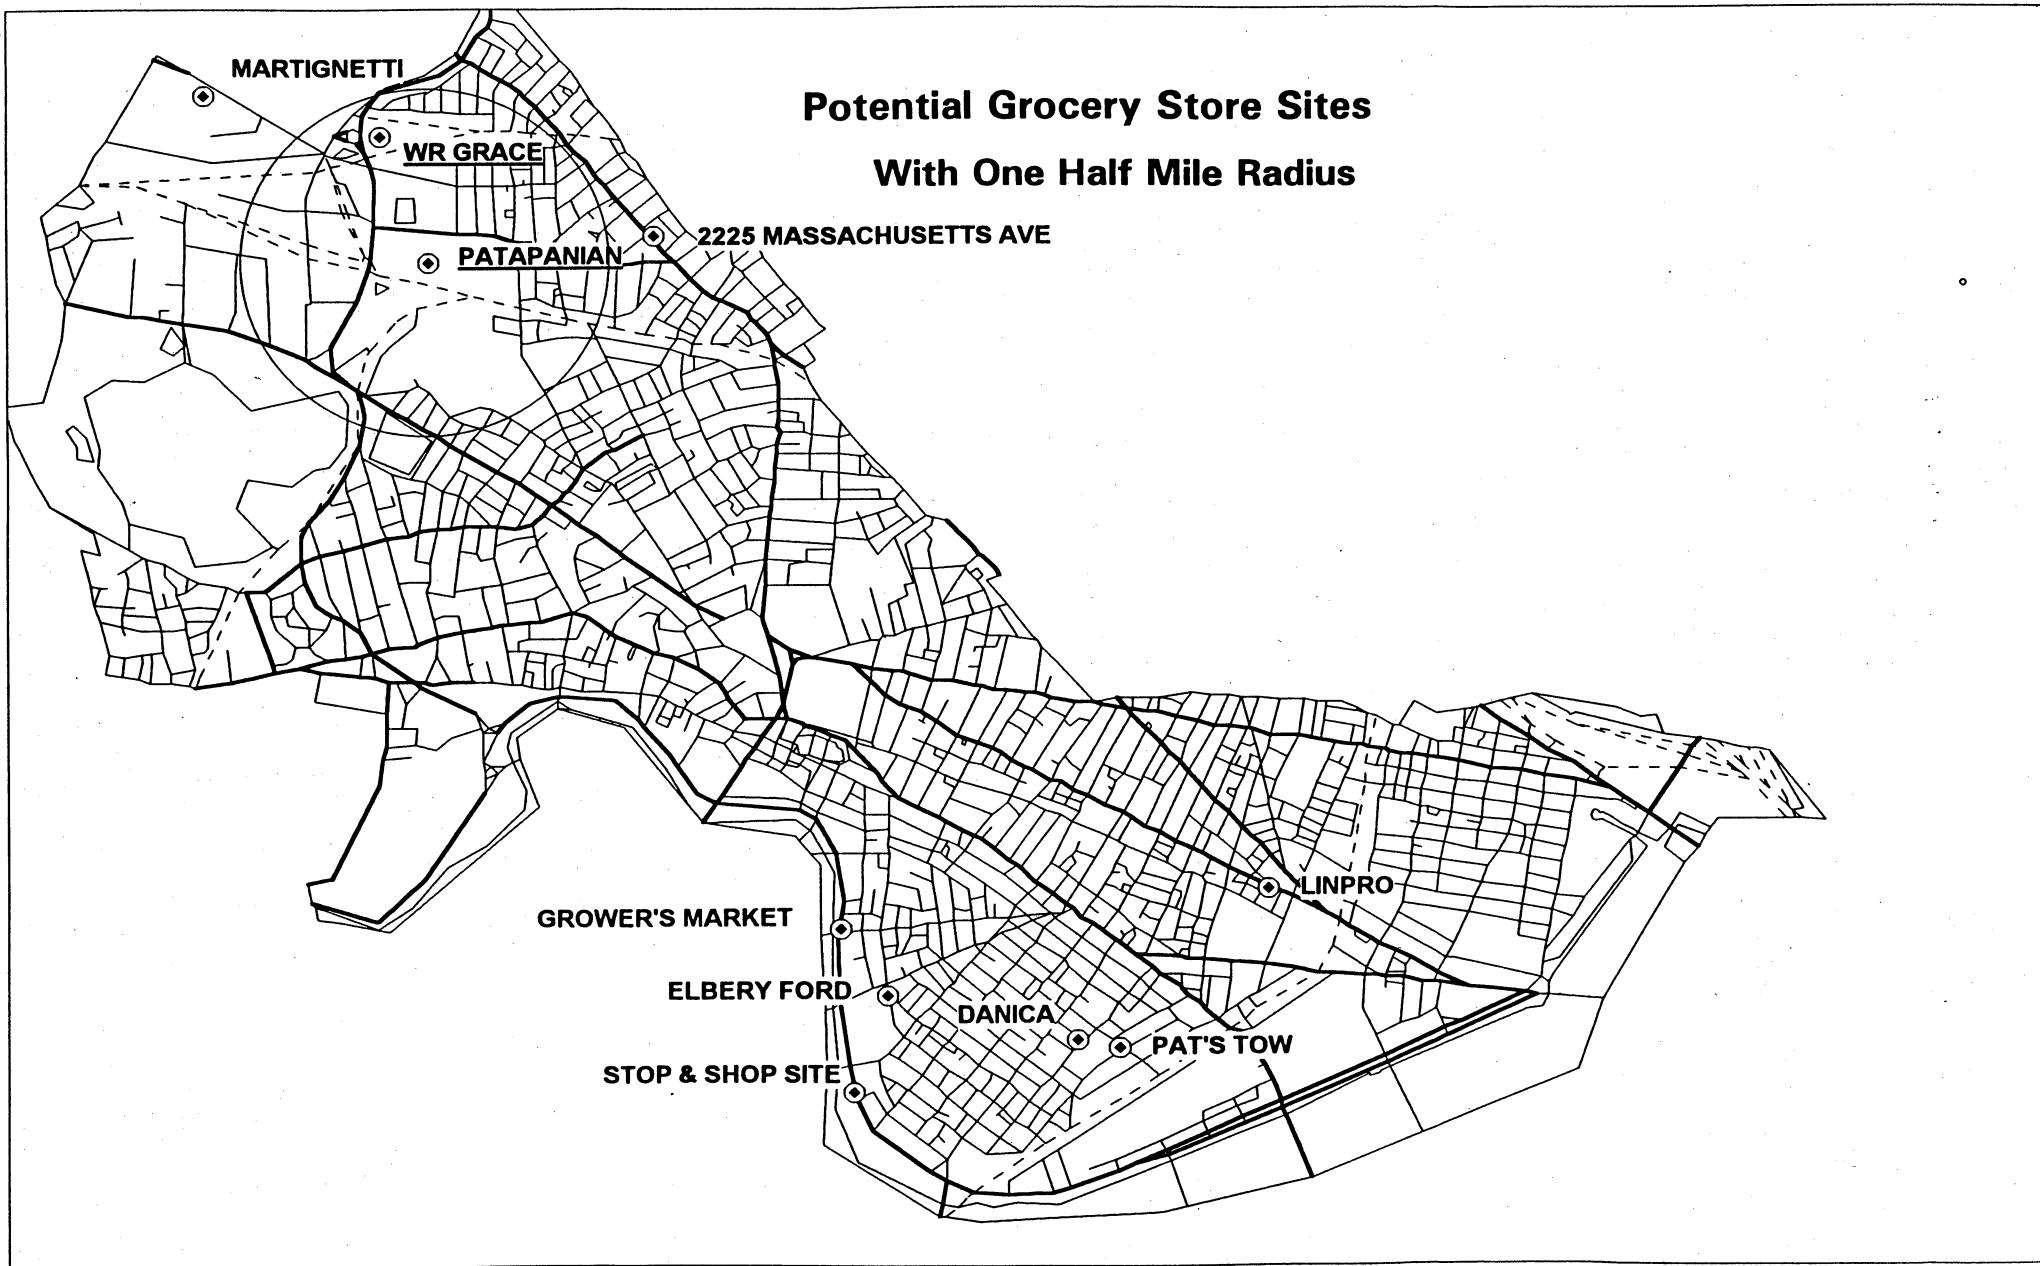 MARTIGNETTI
Potential Grocery Store Sites
With One Half Mile Radius
WR GRACE
2225 MASSACHUSETTS AVE
PATAPANIAN
LINPRO
GROWER'S MARKET
ELBERY FORD
DANICA
PAT'S TOW
STOP & SHOP SITE